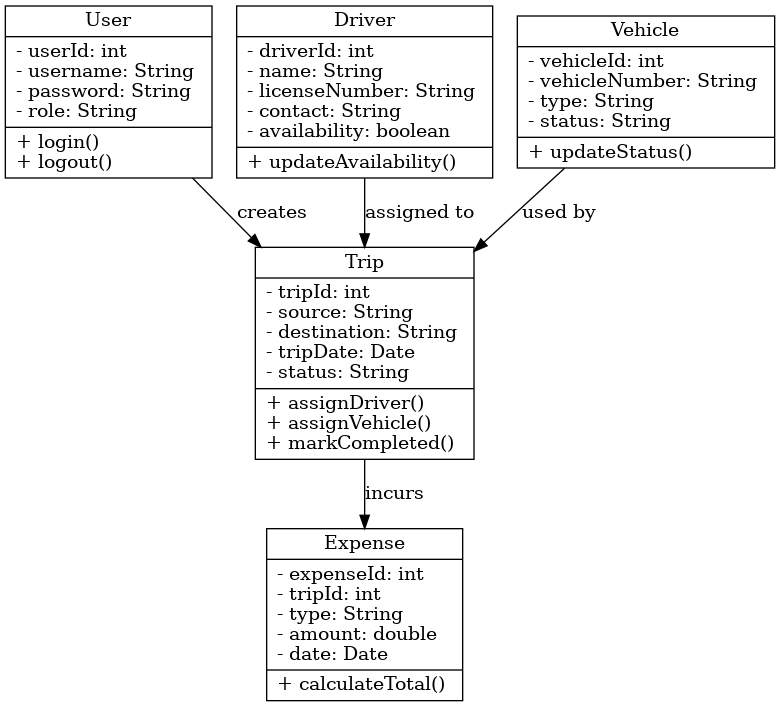 User
- userId: int
- username: String
- password: String
- role: String
+ login()
+ logout()
Driver
- driverId: int
- name: String
- licenseNumber: String
- contact: String
- availability: boolean
+ updateAvailability()
Vehicle
- vehicleId: int
- vehicleNumber: String
- type: String
- status: String
+ updateStatus()
creates
assigned to
used by
Trip
- tripId: int
- source: String
- destination: String
- tripDate: Date
- status: String
+ assignDriver()
+ assignVehicle()
+ markCompleted()
incurs
Expense
- expenseId: int
- tripId: int
- type: String
- amount: double
- date: Date
+ calculateTotal()